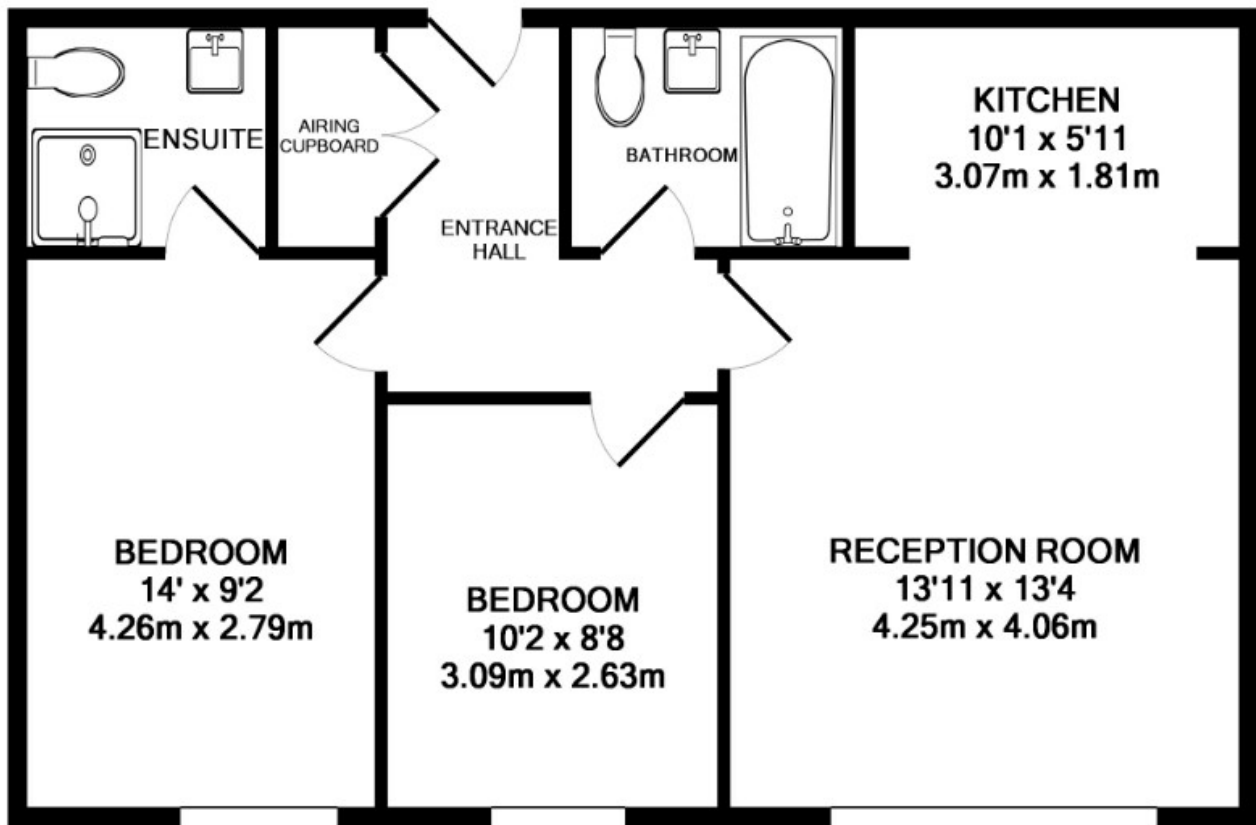 ENSUITE
AIRING
CUPBOARD
ENTRANCE
HALL
BATHROOM
KITCHEN
10'1 x 5'11
3.07m x 1.81m
BEDROOM
14' x 9'2
4.26m x 2.79m
BEDROOM
10'2 x 8'8
3.09m x 2.63m
RECEPTION ROOM
13'11 x 13'4
4.25m x 4.06m